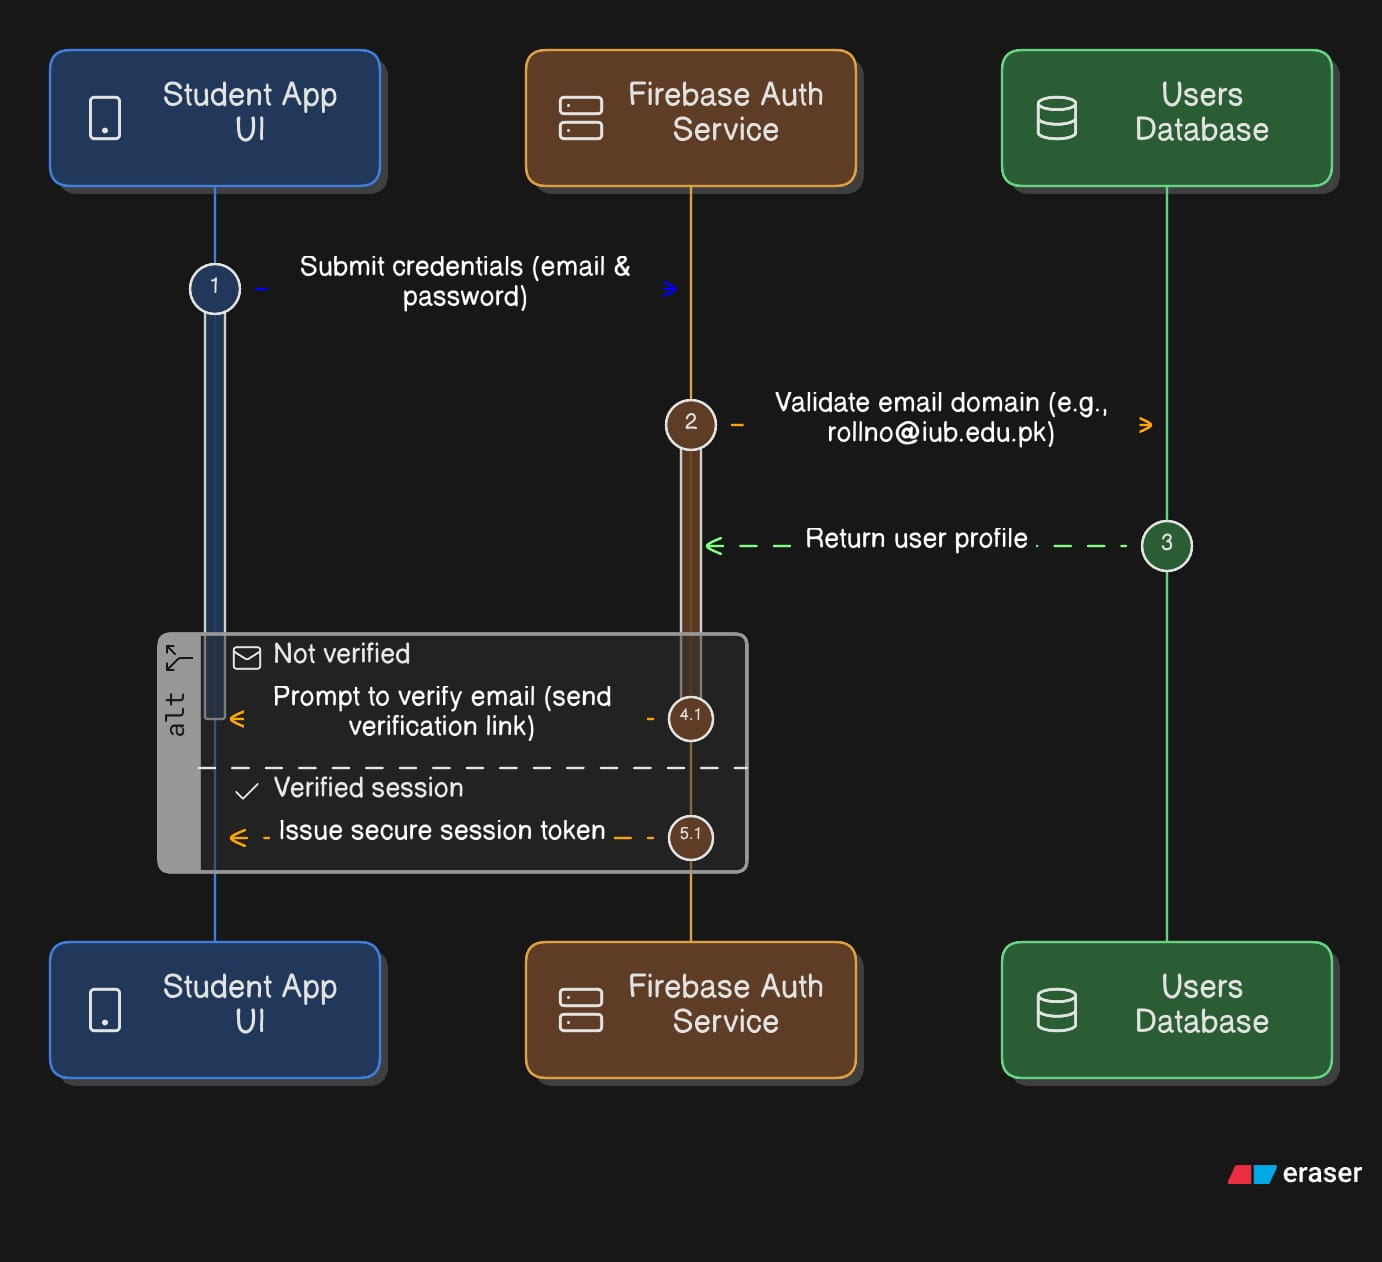 Student App
UI
Firebase Auth
Service
Users
Database
1
Submit credentials (email &
password)
2
Validate email domain (e.g.,
rollno@iub.edu.pk)
Return user profile
3
alt
Not verified
Prompt to verify email (send
verification link)
4.1
Verified session
Issue secure session token
5.1
Student App
UI
Firebase Auth
Service
Users
Database
eraser